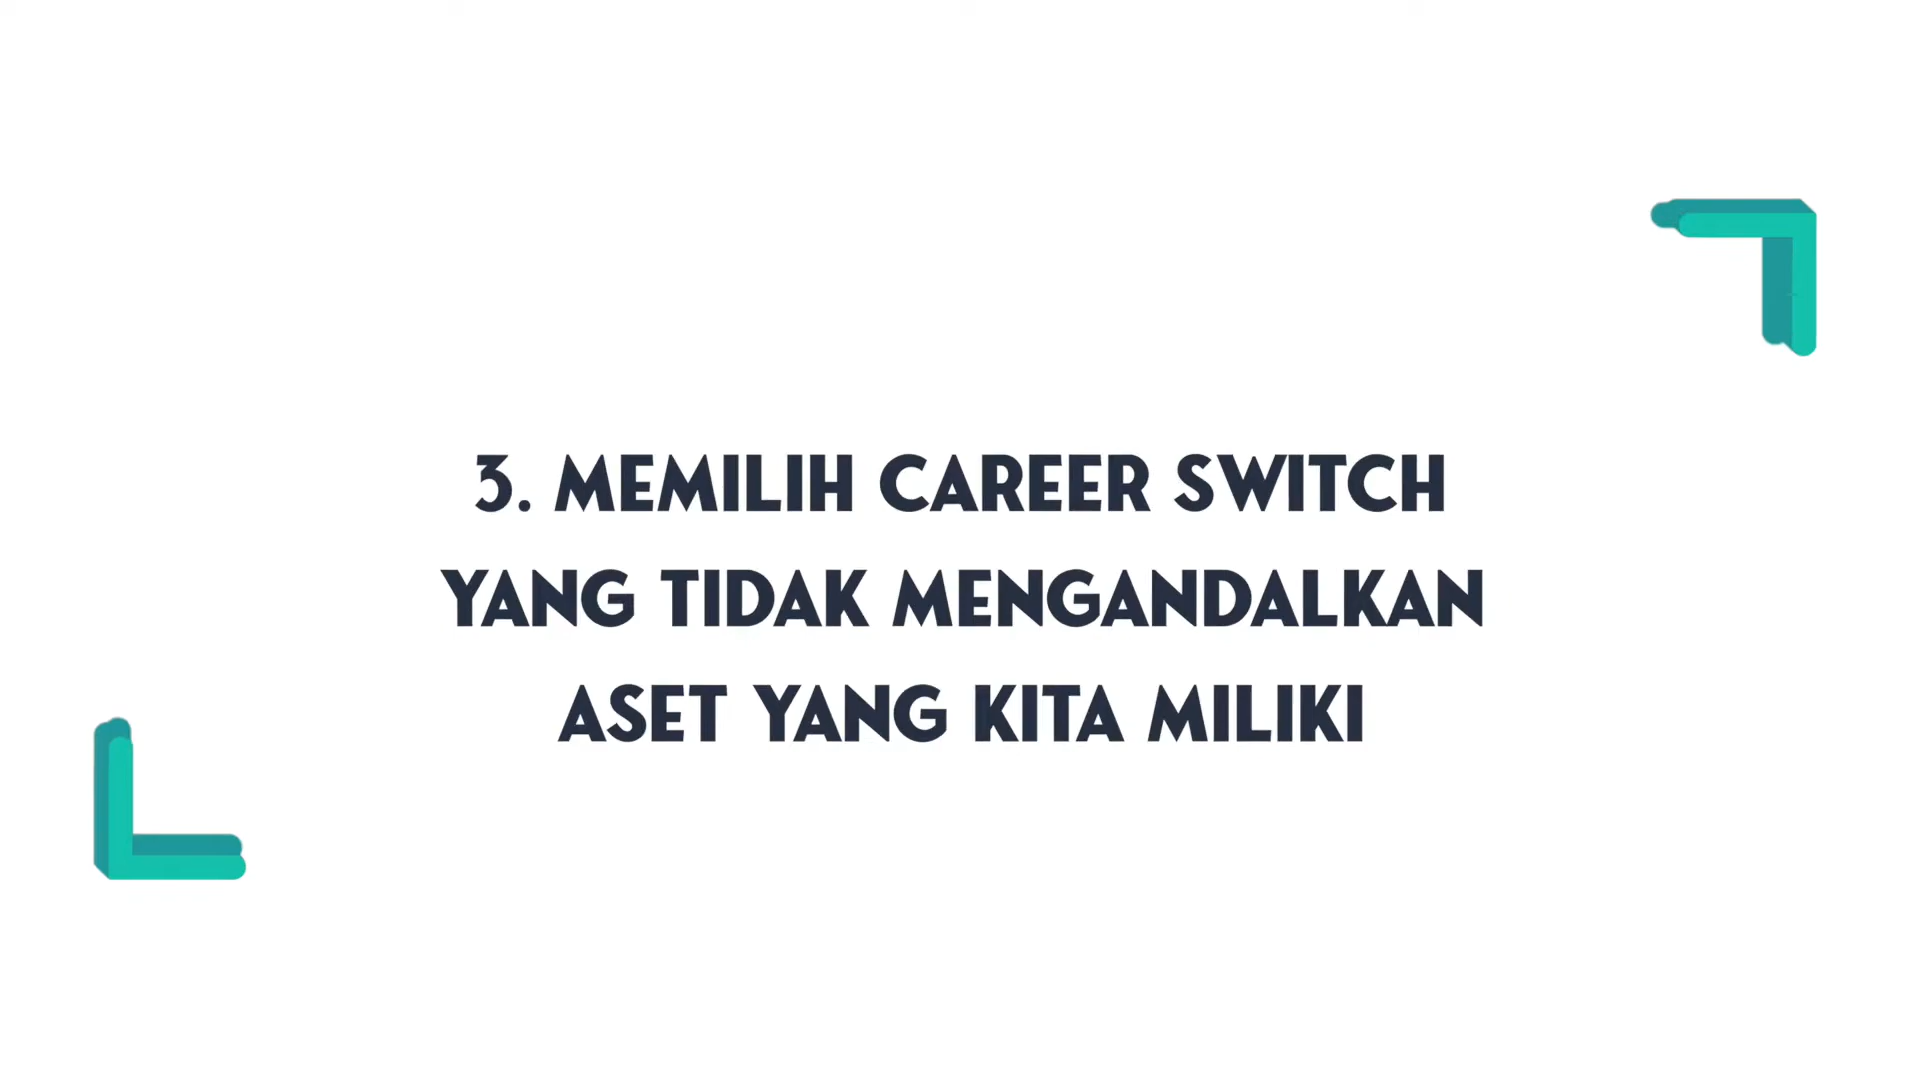 3. MEMILIH CAREER SWITCH
YANG TIDAK MENGANDALKAN
ASET YANG KITA MILIKI